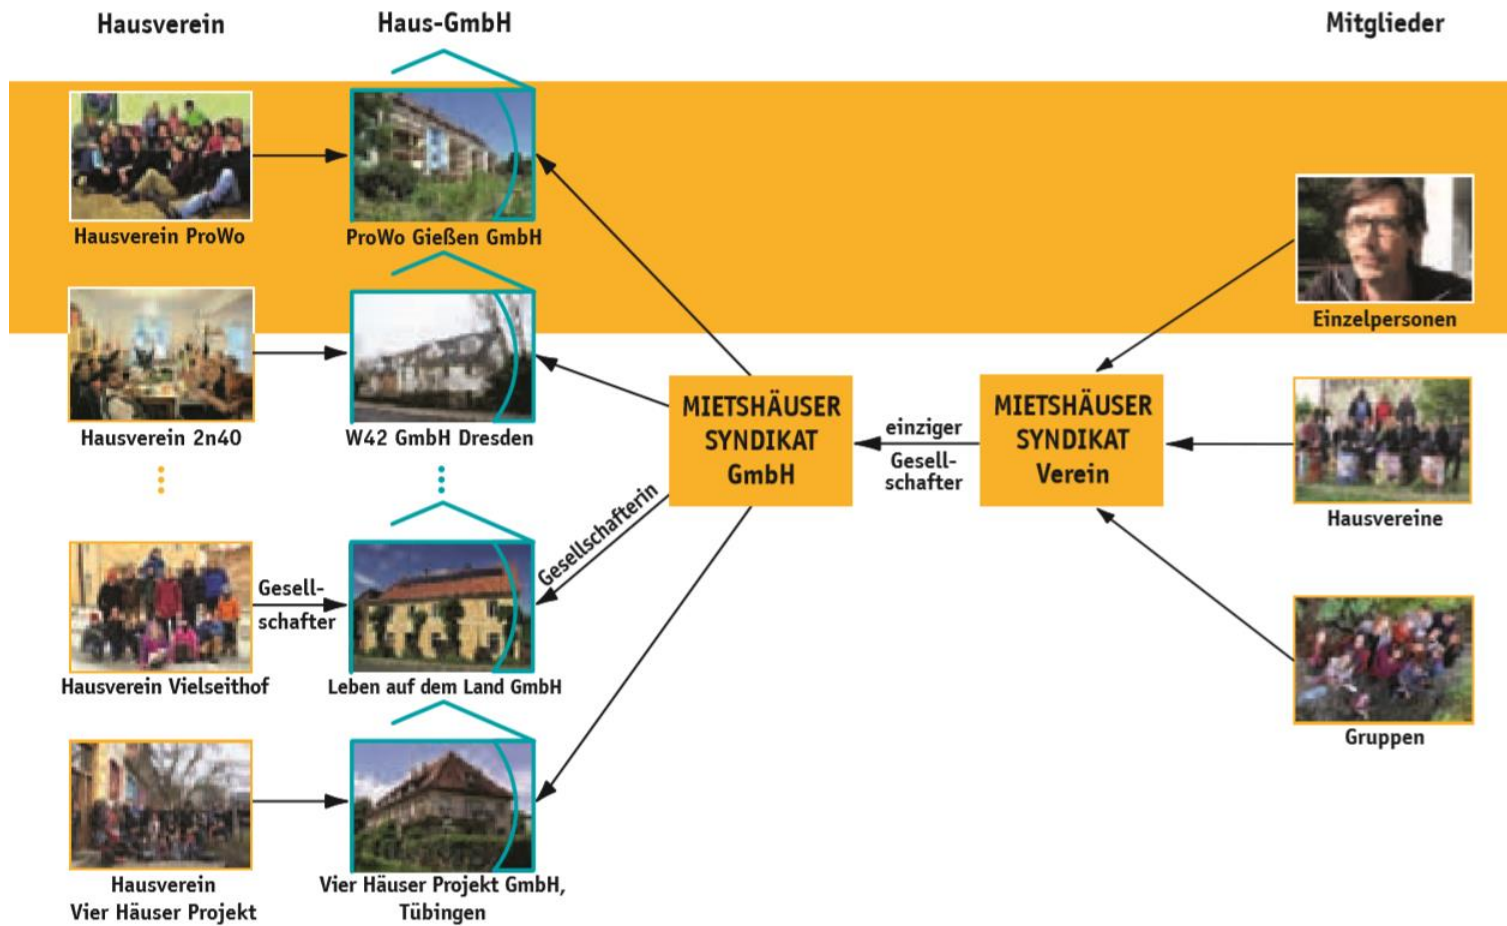 Hausverein
Haus-GmbH
Mitglieder
Hausverein ProWo
ProWo Gießen GmbH
Einzelpersonen
Hausverein 2n40
W42 GmbH Dresden
MIETSHÄUSER
SYNDIKAT
GmbH
einziger
Gesell-
schafter
MIETSHÄUSER
SYNDIKAT
Verein
Hausvereine
Gesellschafterin
Gesell-
schafter
Hausverein Vielseithof
Leben auf dem Land GmbH
Gruppen
Hausverein
Vier Häuser Projekt
Vier Häuser Projekt GmbH,
Tübingen